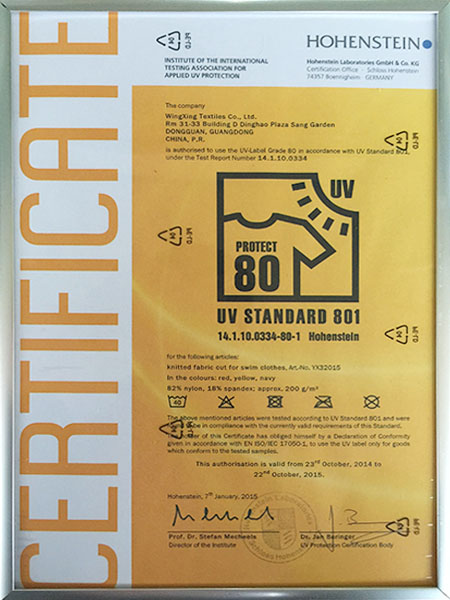 CERTIFICATE
INSTITUTE OF THE INTERNATIONAL
TESTING ASSOCIATION FOR
APPLIED UV PROTECTION
HOHENSTEIN
Hohenstein Laboratories GmbH & Co. KG
Certification Office · Schloss Hohenstein
74357 Boennigheim · GERMANY
The company
WingXing Textiles Co., Ltd.
Rm 31-33 Building D Dinghao Plaza Sang Garden
DONGGUAN, GUANGDONG
CHINA, P.R.
is authorised to use the UV-Label Grade 80 in accordance with UV Standard 801,
under the Test Report Number 14.1.10.0334
UV
PROTECT
80
UV STANDARD 801
14.1.10.0334-80-1 Hohenstein
for the following articles:
knitted fabric cut for swim clothes, Art.-No. YX32015
In the colours: red, yellow, navy
82% nylon, 18% spandex; approx. 200 g/m²
40
The above mentioned articles were tested according to UV Standard 801 and were
to be in compliance with the currently valid requirements of this Standard.
The holder of this Certificate has obliged himself by a Declaration of Conformity
given in accordance with EN ISO/IEC 17050-1, to use the UV label only for goods
which conform to the tested samples.
This authorisation is valid from 23rd October, 2014 to
22nd October, 2015.
Hohenstein, 7th January, 2015
Prof. Dr. Stefan Mecheels
Director of the Institute
Dr. Jan Beringer
UV Protection Certification Body